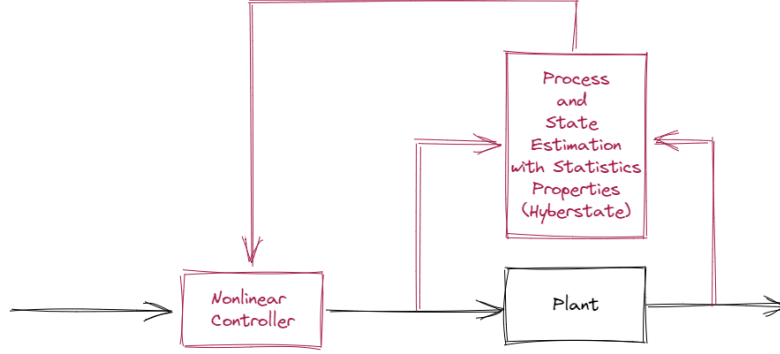 Process
and
State
Estimation
with Statistics
Properties
(Hyberstate)
Nonlinear
Controller
Plant